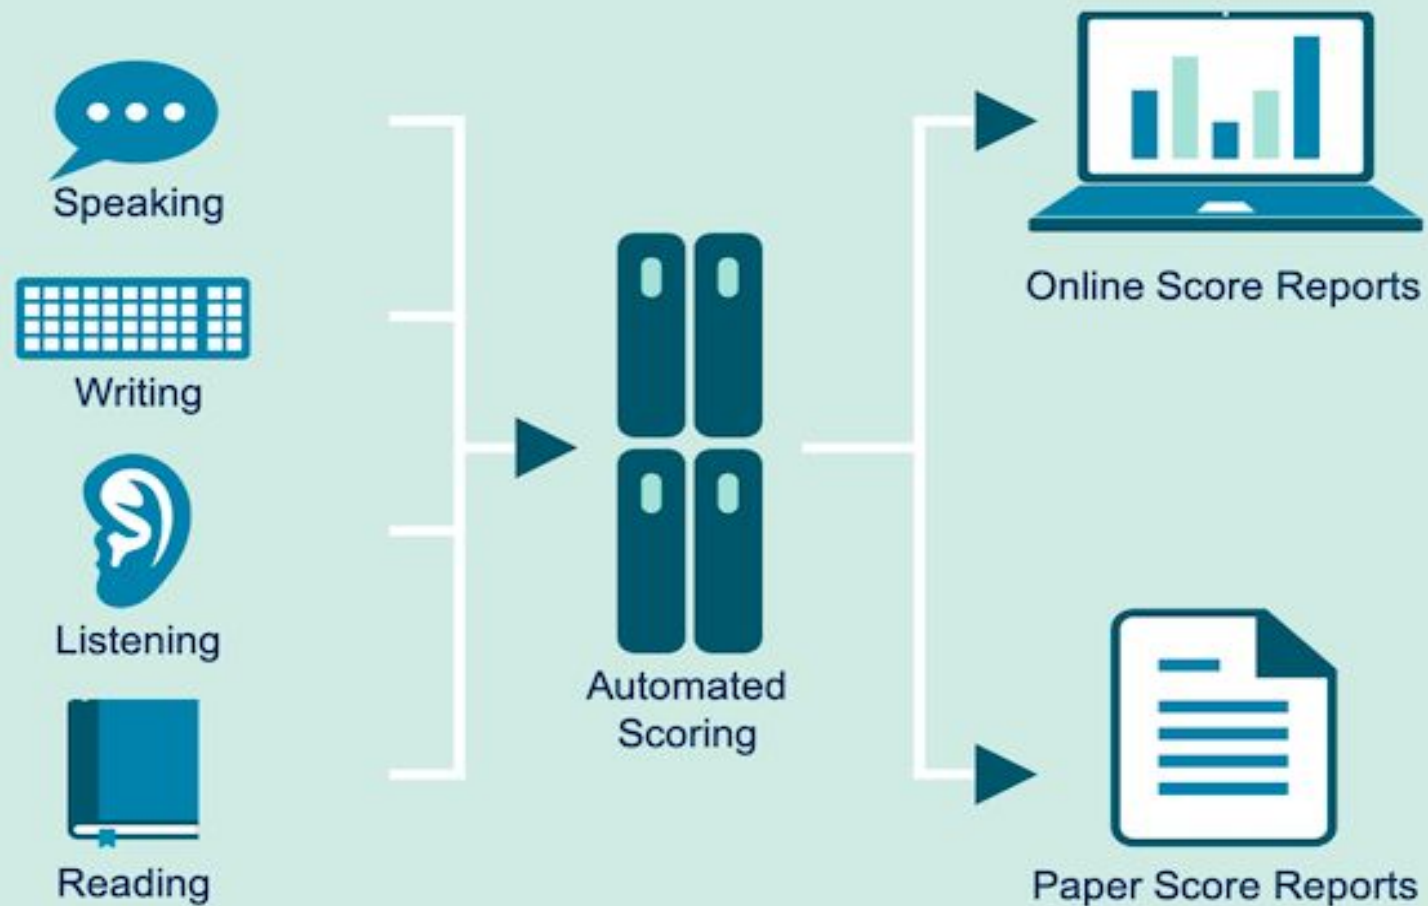 Speaking
Writing
Listening
Reading
Automated
Scoring
Online Score Reports
Paper Score Reports